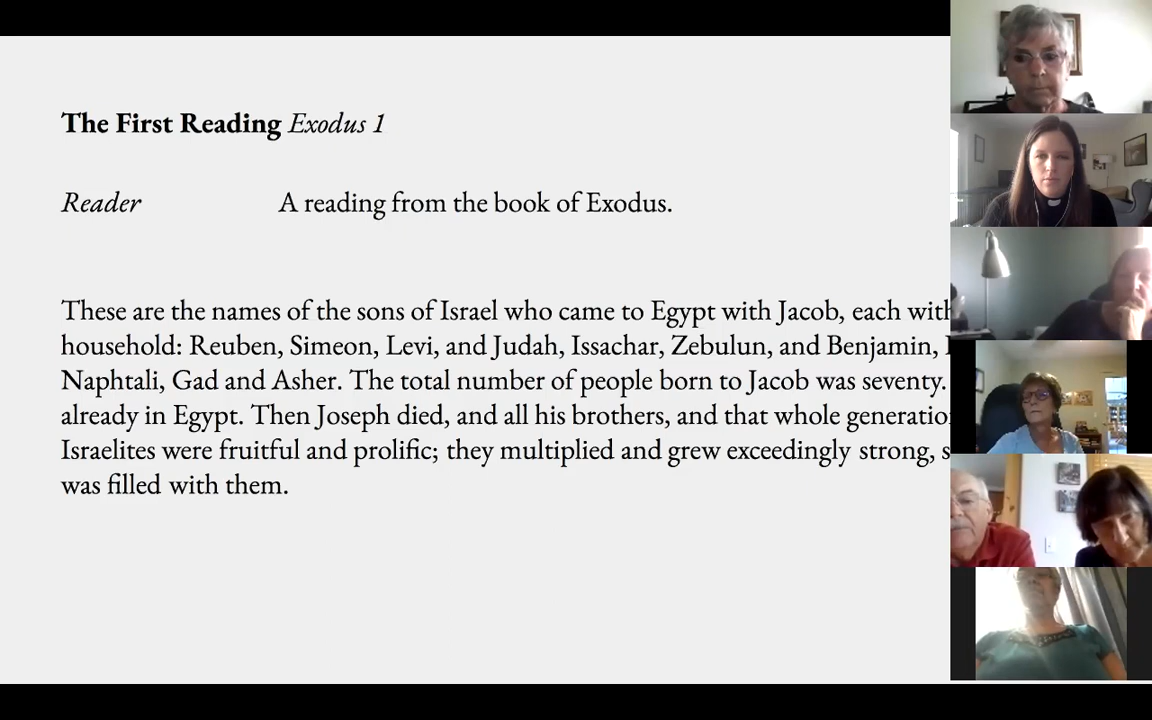 The First Reading Exodus 1
Reader A reading from the book of Exodus.
These are the names of the sons of Israel who came to Egypt with Jacob, each with
household: Reuben, Simeon, Levi, and Judah, Issachar, Zebulun, and Benjamin,
Naphtali, Gad and Asher. The total number of people born to Jacob was seventy.
already in Egypt. Then Joseph died, and all his brothers, and that whole
Israelites were fruitful and prolific; they multiplied and grew exceedingly strong,
was filled with them.